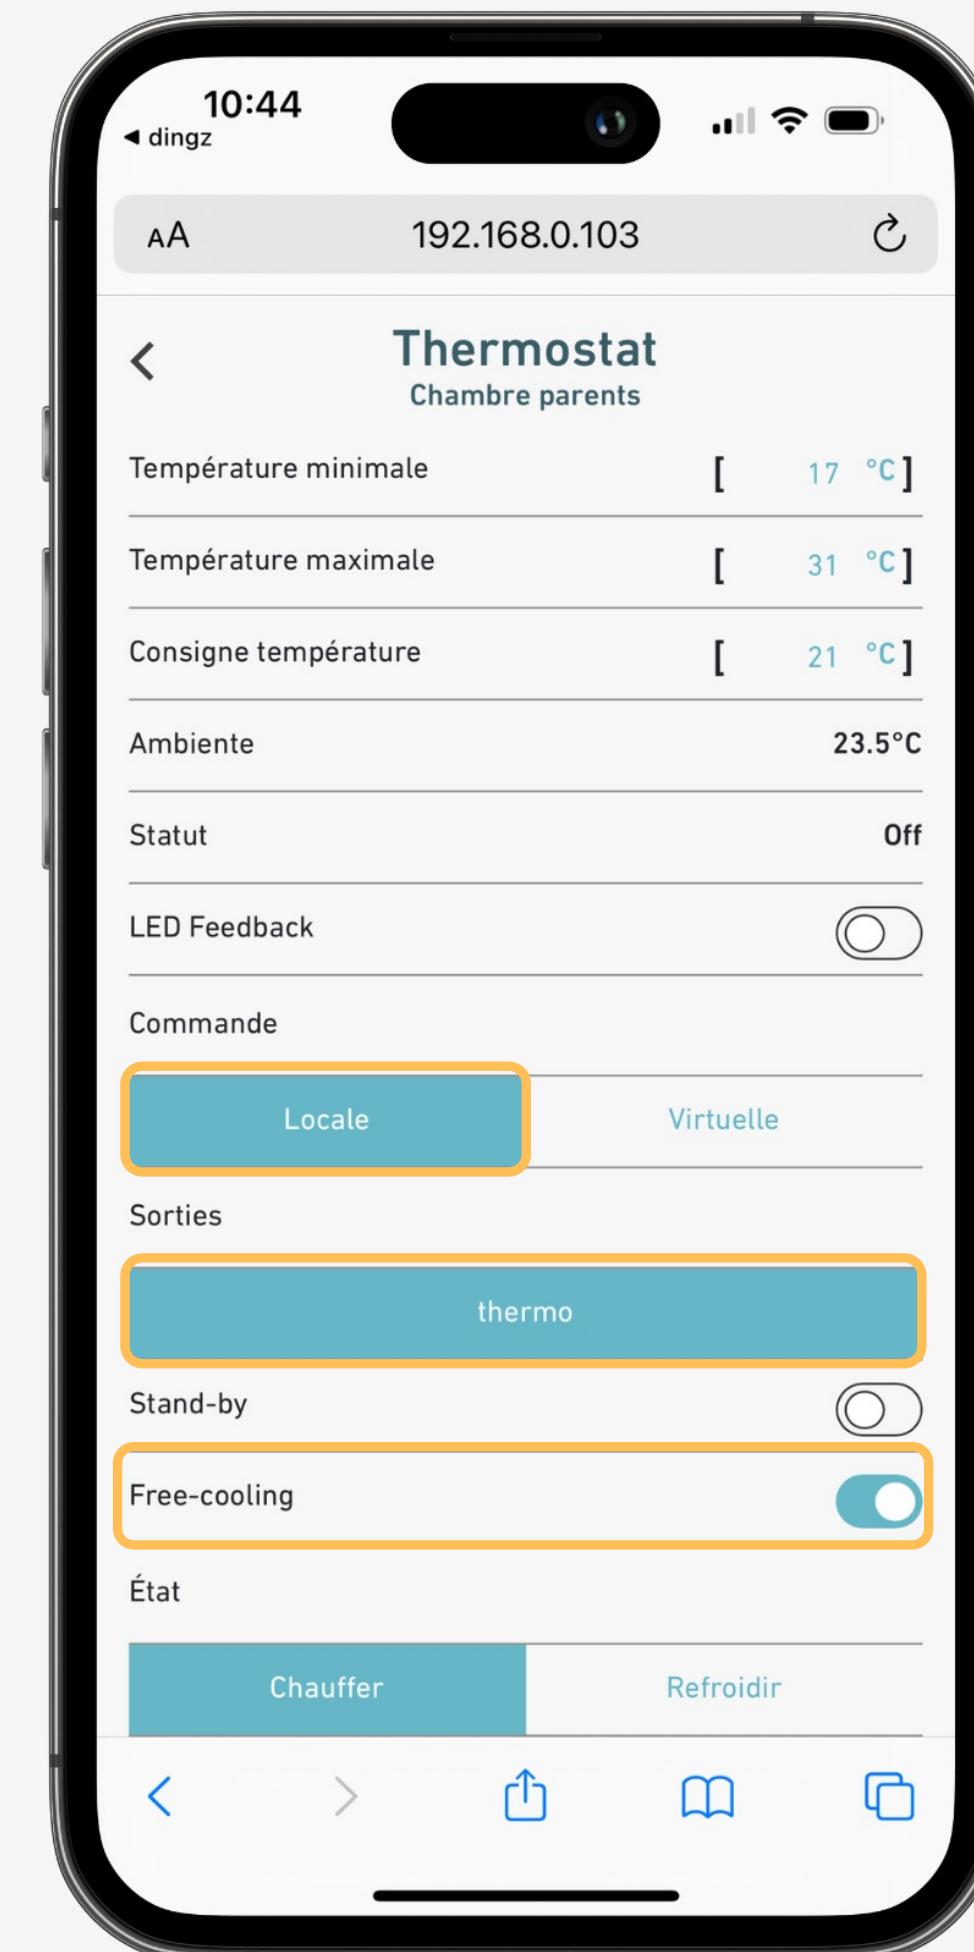 10:44
◀ dingz
AA 192.168.0.103
Thermostat
Chambre parents
Température minimale [ 17 °C]
Température maximale [ 31 °C]
Consigne température [ 21 °C]
Ambiente 23.5°C
Statut Off
LED Feedback
Commande
Locale Virtuelle
Sorties
thermo
Stand-by
Free-cooling
État
Chauffer Refroidir